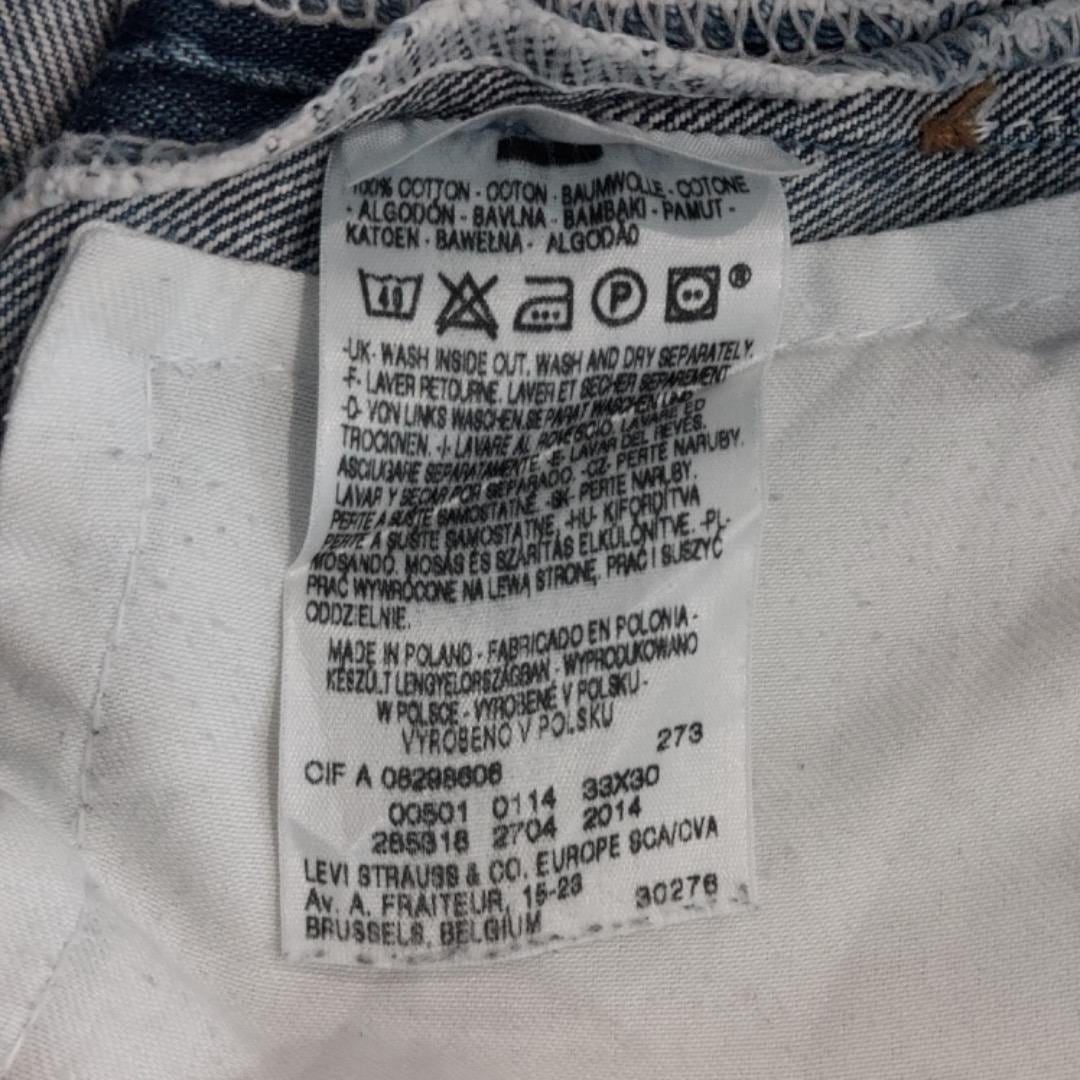 100% COTTON - COTON - BAUMWOLLE - COTONE
- ALGODÓN - BAVLNA - BAMBAKI - PAMUT -
KATOEN - BAWEŁNA - ALGODÃO
40 P ®
-UK- WASH INSIDE OUT. WASH AND DRY SEPARATELY.
-F- LAVER RETOURNE. LAVER ET SECHER SEPAREMENT
-D- VON LINKS WASCHEN. SEPARAT WASCHEN UND
TROCKNEN. -I- LAVARE AL ROVESCIO. LAVARE ED
ASCIUGARE SEPARATAMENTE. -E- LAVAR DEL REVES.
LAVAR Y SECAR POR SEPARADO. -CZ- PERTE NARUBY.
PERTE A SUŠTE SAMOSTATNĚ. -SK- PERTE NARUBY.
PERTE A SUŠTE SAMOSTATNE. -HU- KIFORDÍTVA
MOSANDÓ. MOSÁS ÉS SZÁRÍTÁS ELKÜLÖNÍTVE. -PL-
PRAĆ WYWRÓCONE NA LEWĄ STRONĘ, PRAĆ I SUSZYĆ
ODDZIELNIE.
MADE IN POLAND - FABRICADO EN POLONIA -
KÉSZÜLT LENGYELORSZÁGBAN - WYPRODUKOWANO
W POLSCE - VYROBENÉ V POLSKU -
VYROBENO V POLSKU
273
CIF A 08298606
00501 0114 33X30
285318 2704 2014
LEVI STRAUSS & CO. EUROPE SCA/CVA
Av. A. FRAITEUR, 15-23 30276
BRUSSELS, BELGIUM